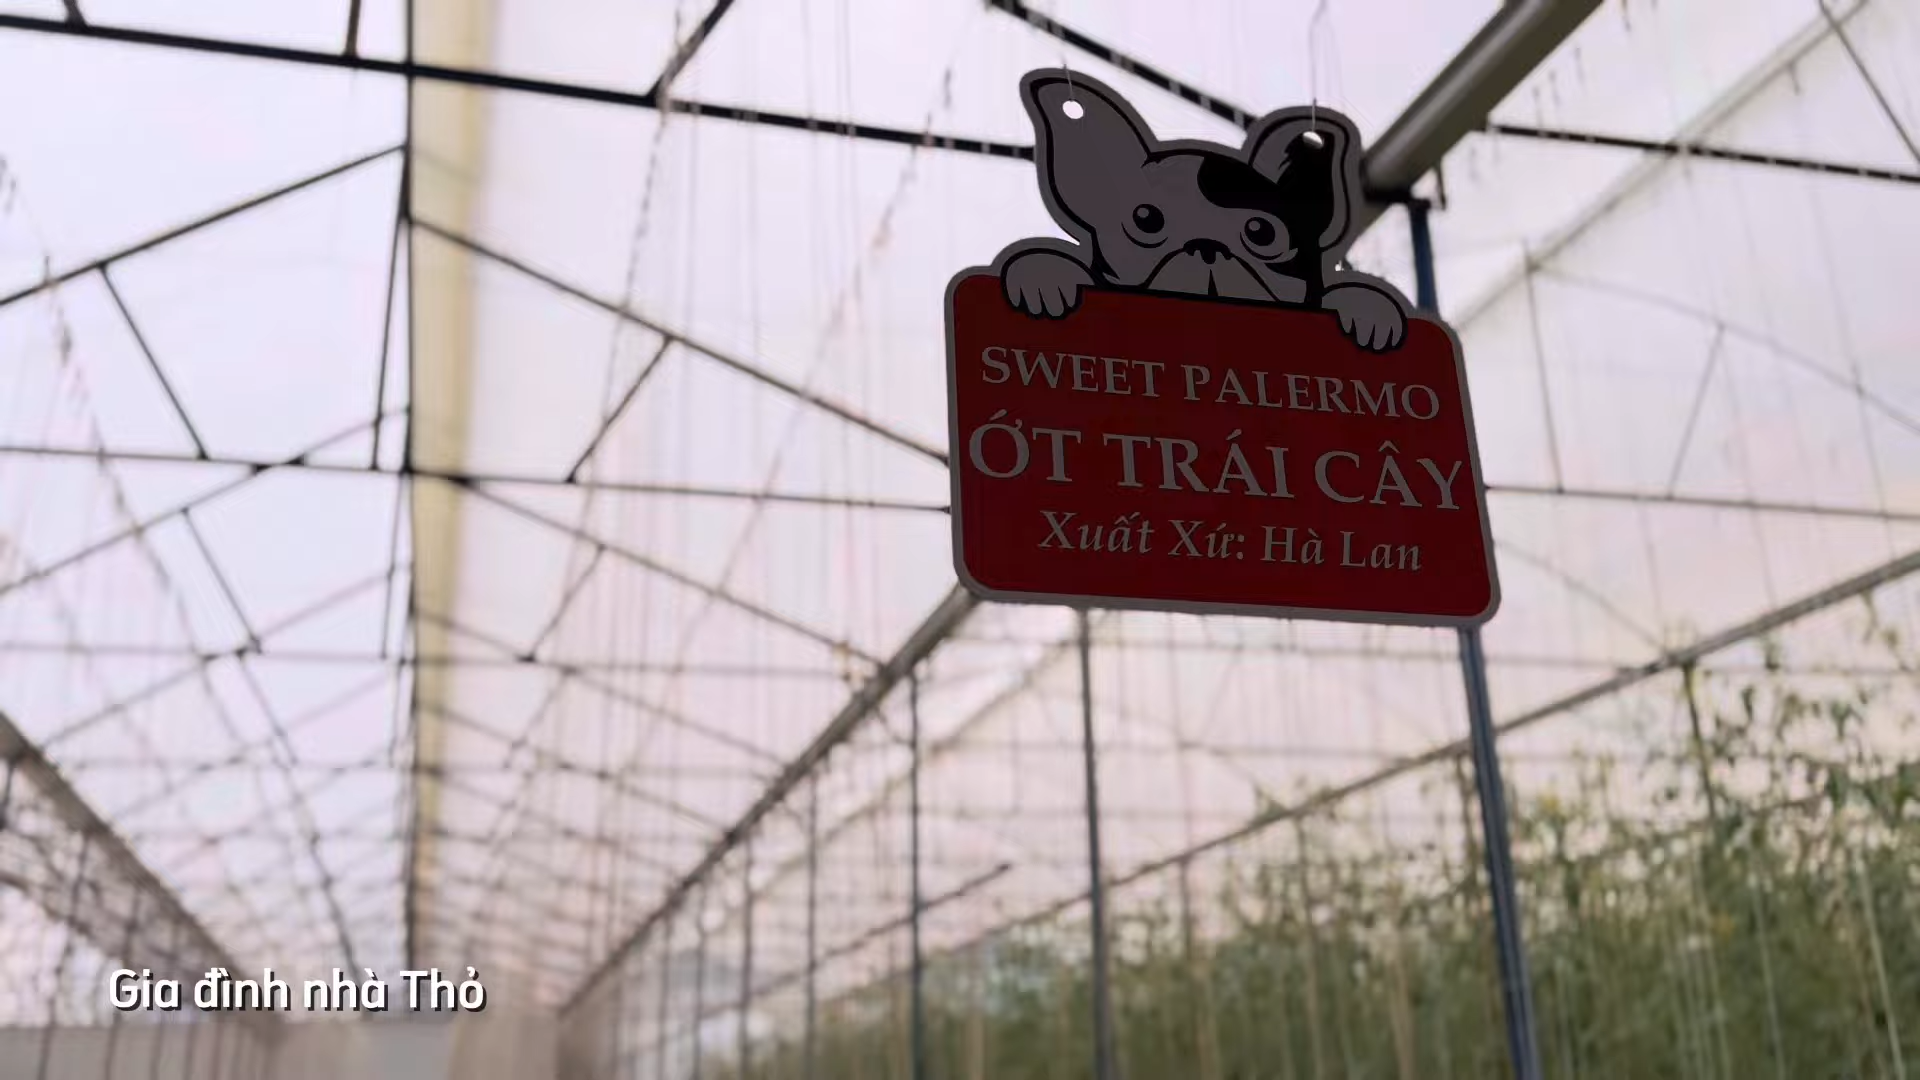 SWEET PALERMO
ỚT TRÁI CÂY
Xuất Xứ: Hà Lan
Gia đình nhà Thỏ